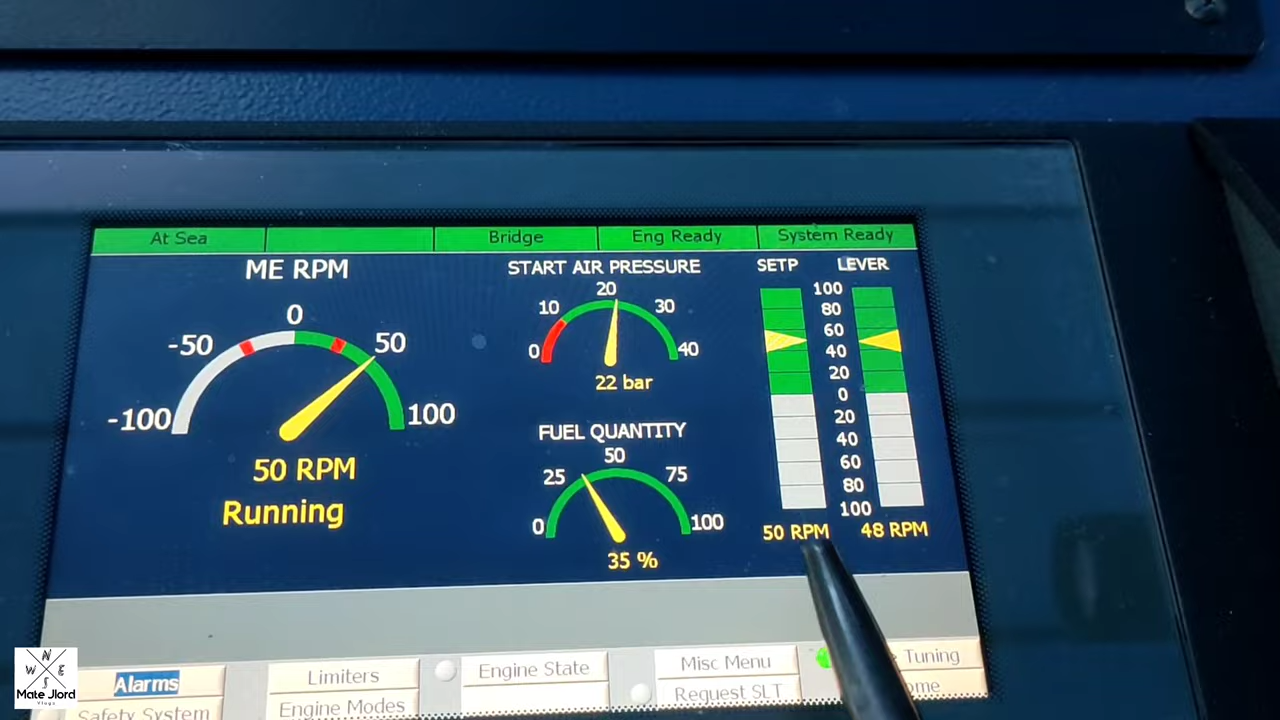 At Sea
Bridge
Eng Ready
System Ready
ME RPM
START AIR PRESSURE
SETP
LEVER
-100
-50
0
50
100
50 RPM
Running
0
10
20
30
40
22 bar
FUEL QUANTITY
0
25
50
75
100
35 %
100
80
60
40
20
0
20
40
60
80
100
50 RPM
48 RPM
Alarms
Limiters
Engine State
Misc Menu
Tuning
Safety System
Engine Modes
Request SLT
N
W E
S
Mate Jlord
Vlogs